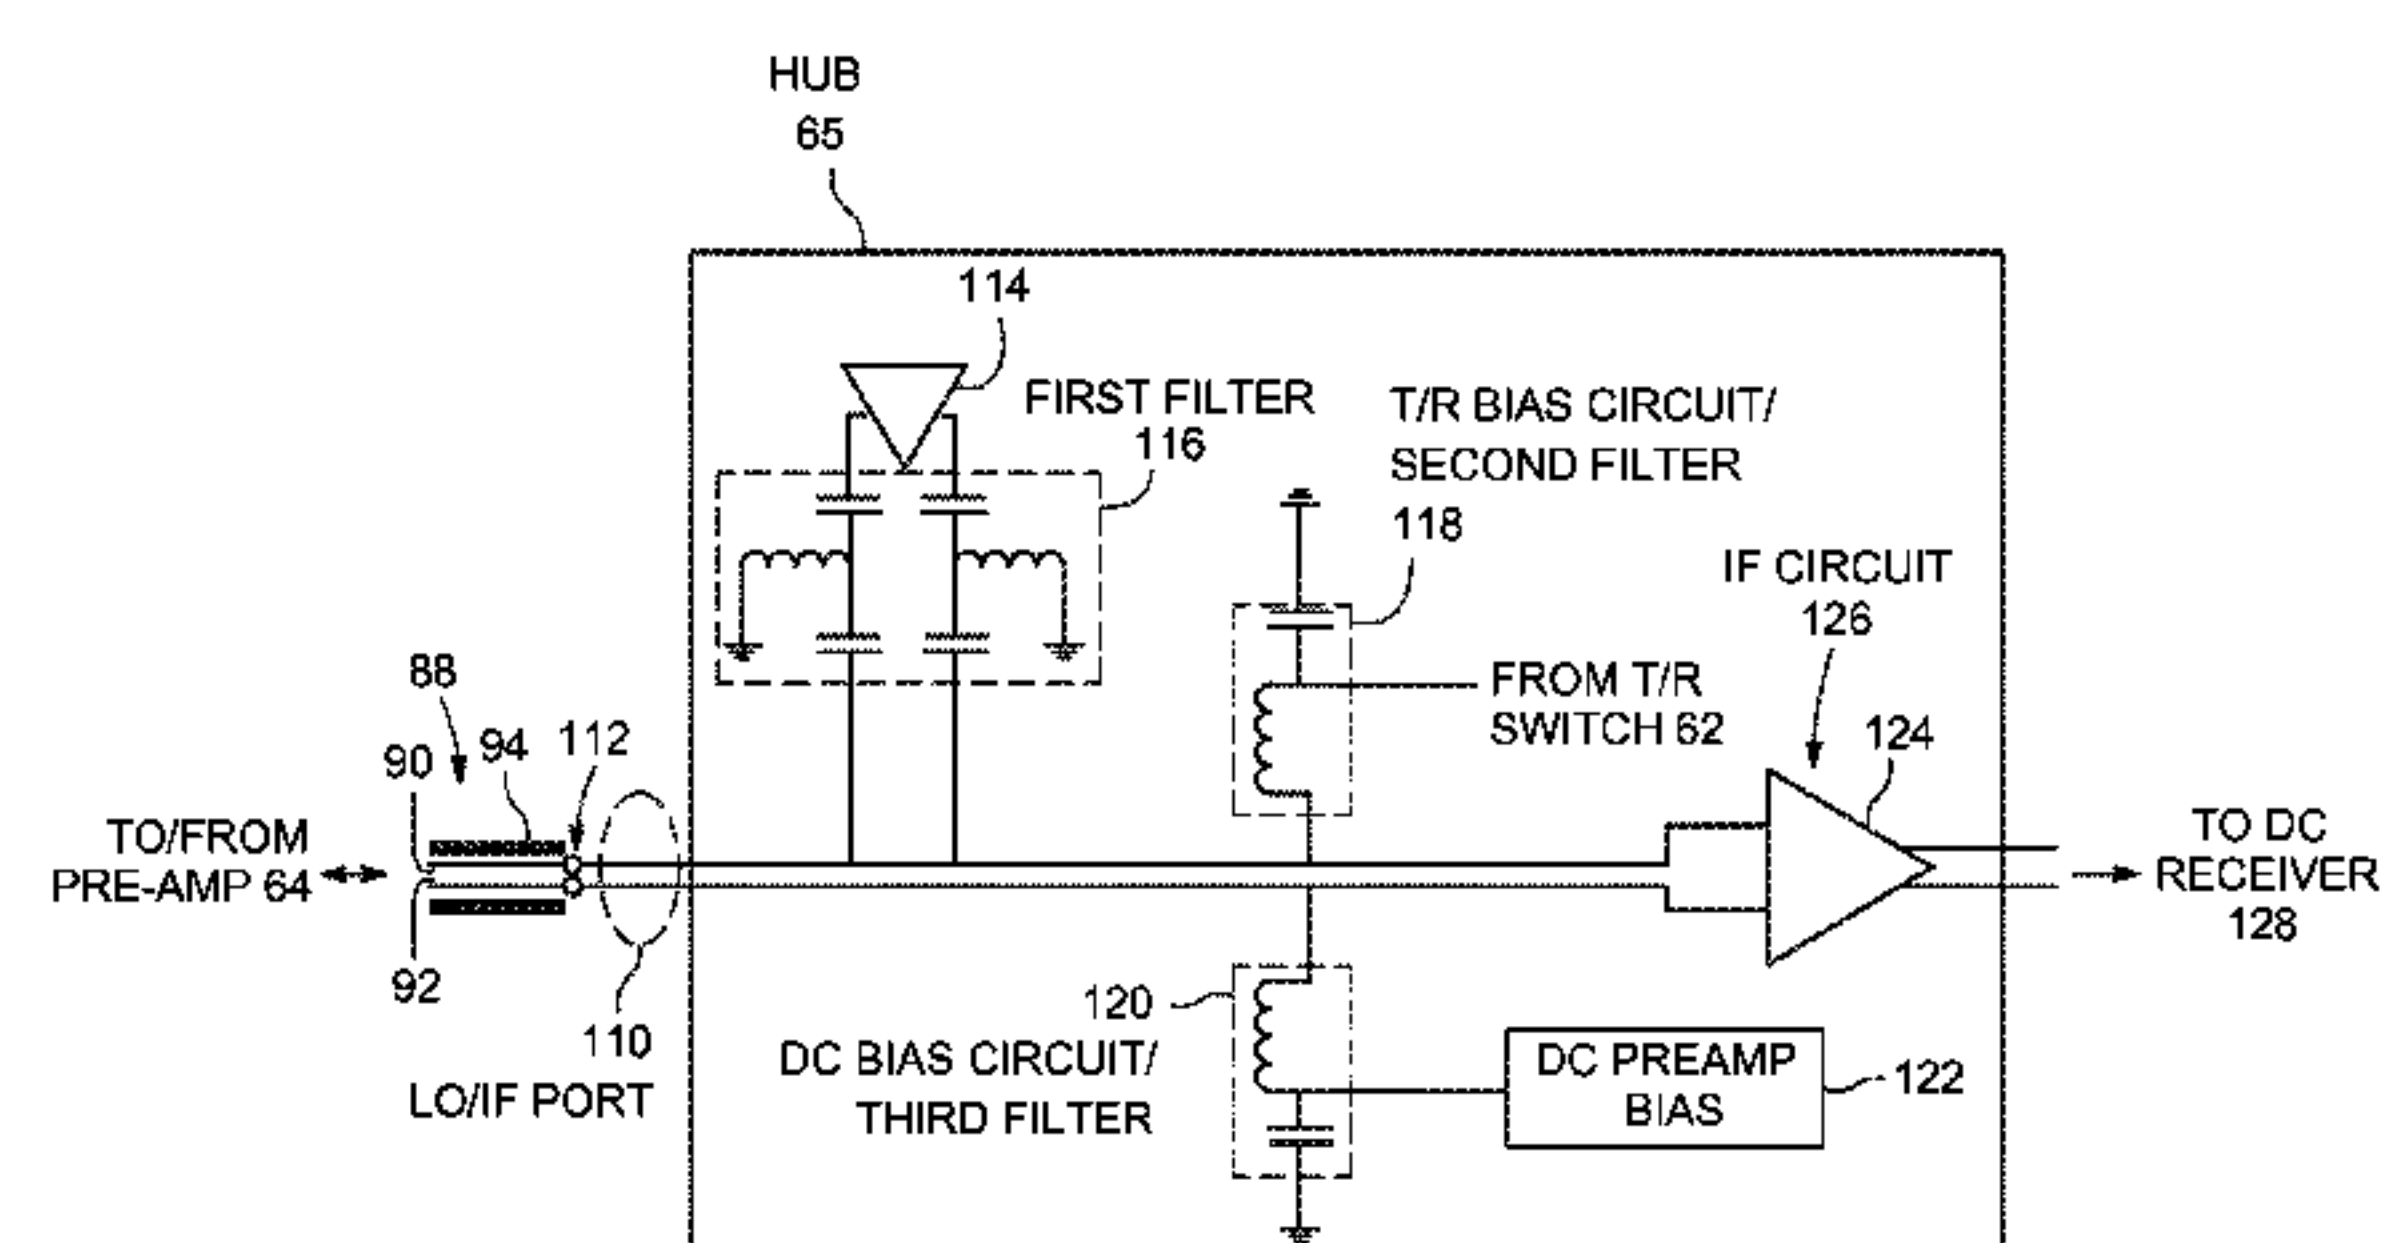 HUB
65
114
FIRST FILTER
116
T/R BIAS CIRCUIT/
SECOND FILTER
118
IF CIRCUIT
126
FROM T/R
SWITCH 62
124
88
90
94
112
TO/FROM
PRE-AMP 64
92
110
LO/IF PORT
TO DC
RECEIVER
128
120
DC BIAS CIRCUIT/
THIRD FILTER
DC PREAMP
BIAS
122